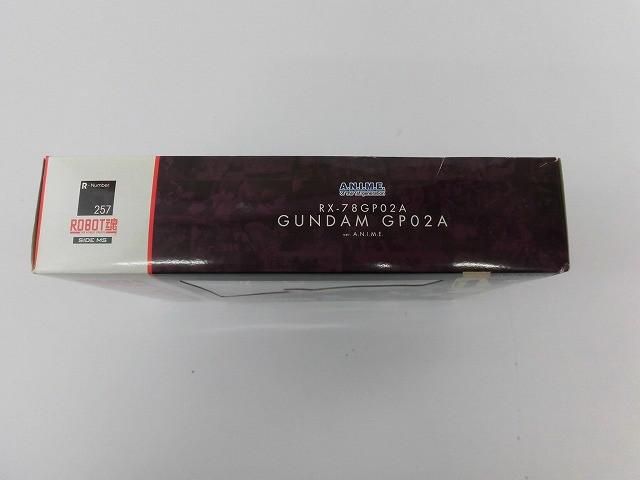 R-Number
257
ROBOT魂
SIDE MS
A.N.I.M.E.
RX-78GP02A
GUNDAM GP02A
ver. A.N.I.M.E.